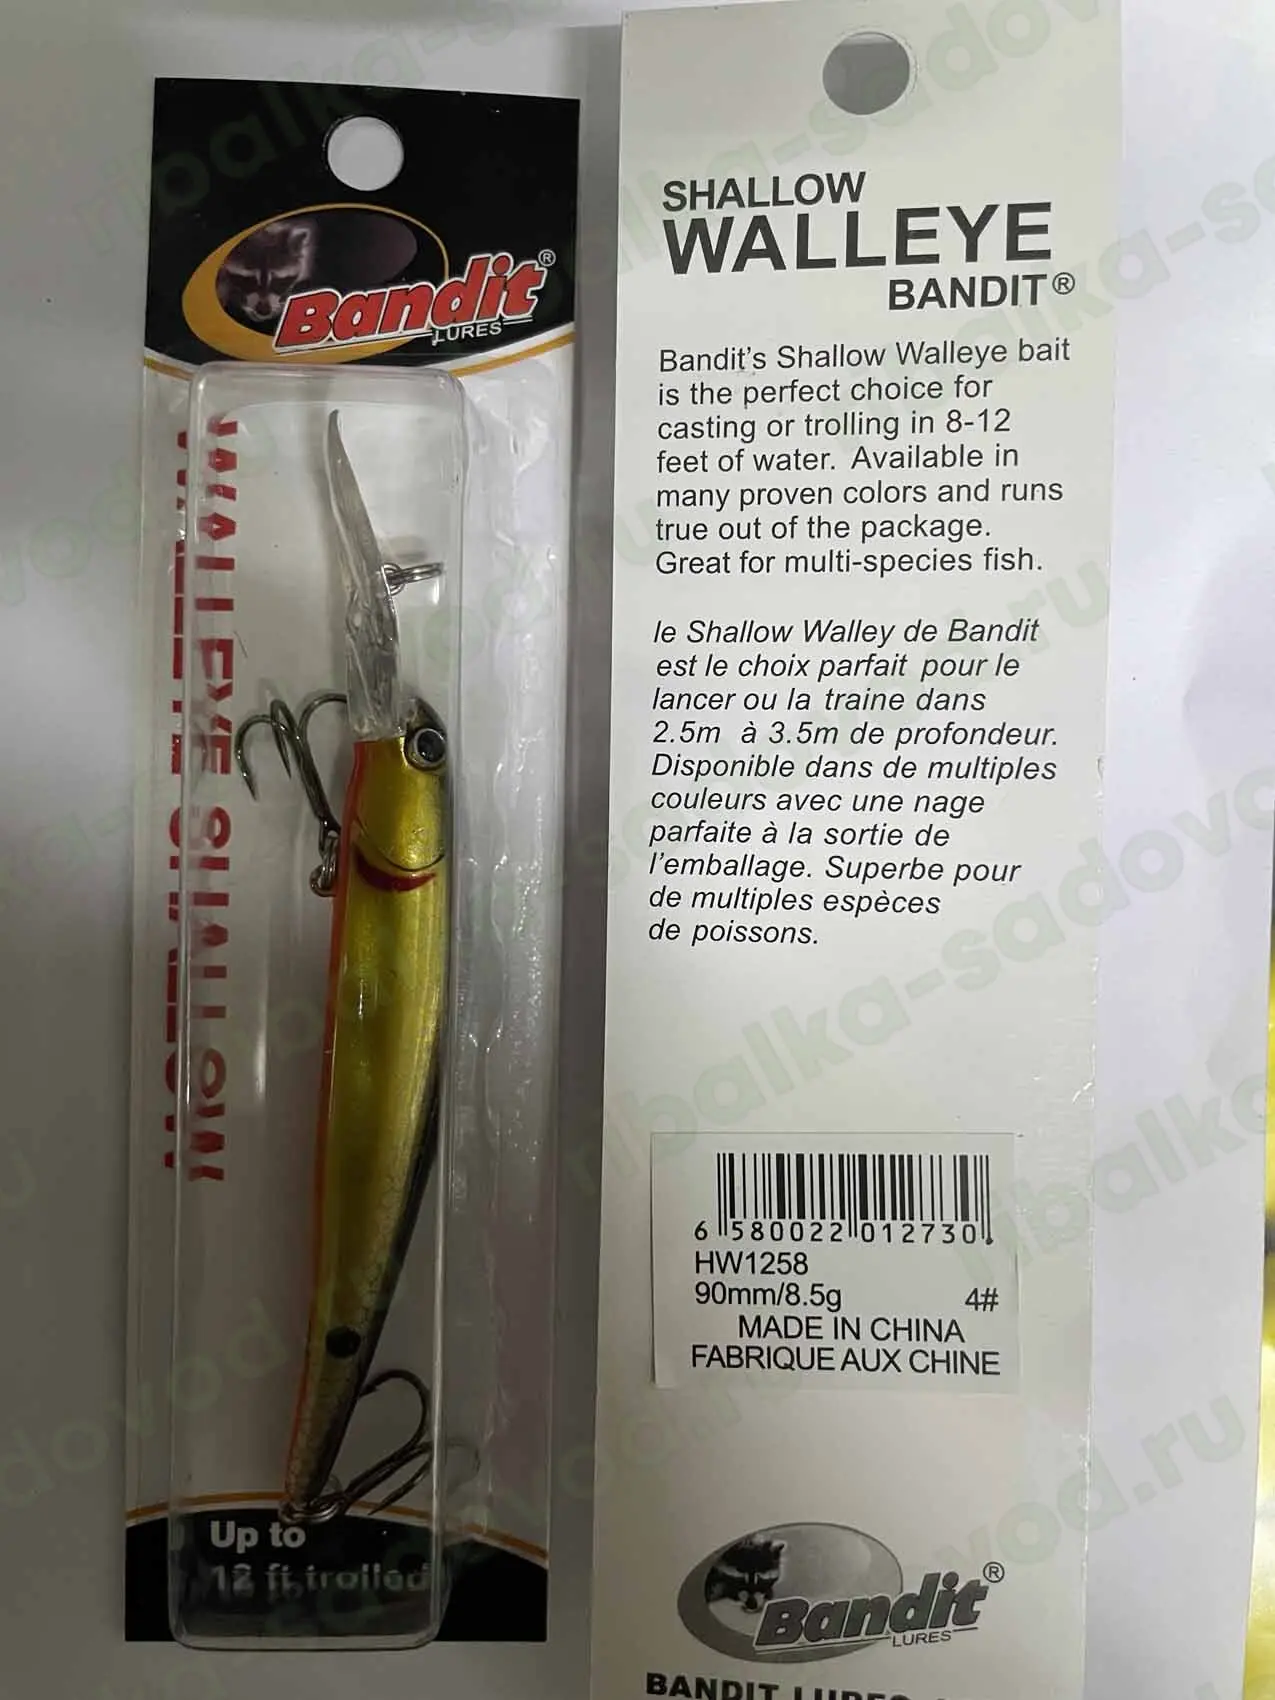 Bandit®
LURES
WALLEYE SHALLOW
Up to
12 ft trolled
SHALLOW
WALLEYE
BANDIT®
Bandit's Shallow Walleye bait
is the perfect choice for
casting or trolling in 8-12
feet of water. Available in
many proven colors and runs
true out of the package.
Great for multi-species fish.
le Shallow Walley de Bandit
est le choix parfait pour le
lancer ou la traine dans
2.5m à 3.5m de profondeur.
Disponible dans de multiples
couleurs avec une nage
parfaite à la sortie de
l'emballage. Superbe pour
de multiples espèces
de poissons.
6 580022 012730
HW1258
90mm/8.5g 4#
MADE IN CHINA
FABRIQUE AUX CHINE
Bandit®
LURES
BANDIT LURES
ribalka-sadovod.ru